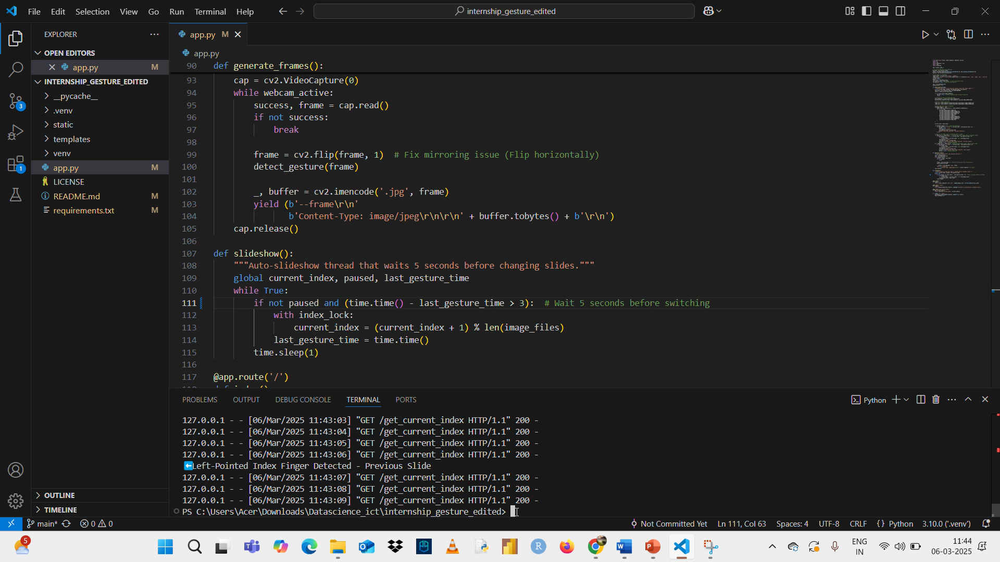 File Edit Selection View Go Run Terminal Help
internship_gesture_edited
EXPLORER
OPEN EDITORS
app.py M
INTERNSHIP_GESTURE_EDITED
__pycache__
.venv
static
templates
venv
app.py M
LICENSE
README.md M
requirements.txt M
OUTLINE
TIMELINE
3
1
app.py M
app.py
90 def generate_frames():
93 cap = cv2.VideoCapture(0)
94 while webcam_active:
95 success, frame = cap.read()
96 if not success:
97 break
98
99 frame = cv2.flip(frame, 1)  # Fix mirroring issue (Flip horizontally)
100 detect_gesture(frame)
101
102 _, buffer = cv2.imencode('.jpg', frame)
103 yield (b'--frame\r\n'
104 b'Content-Type: image/jpeg\r\n\r\n' + buffer.tobytes() + b'\r\n')
105 cap.release()
106
107 def slideshow():
108 """Auto-slideshow thread that waits 5 seconds before changing slides."""
109 global current_index, paused, last_gesture_time
110 while True:
111 if not paused and (time.time() - last_gesture_time > 3):  # Wait 5 seconds before switching
112 with index_lock:
113 current_index = (current_index + 1) % len(image_files)
114 last_gesture_time = time.time()
115 time.sleep(1)
116
117 @app.route('/')
PROBLEMS OUTPUT DEBUG CONSOLE TERMINAL PORTS
Python
127.0.0.1 - - [06/Mar/2025 11:43:03] "GET /get_current_index HTTP/1.1" 200 -
127.0.0.1 - - [06/Mar/2025 11:43:04] "GET /get_current_index HTTP/1.1" 200 -
127.0.0.1 - - [06/Mar/2025 11:43:05] "GET /get_current_index HTTP/1.1" 200 -
127.0.0.1 - - [06/Mar/2025 11:43:06] "GET /get_current_index HTTP/1.1" 200 -
⬅️Left-Pointed Index Finger Detected - Previous Slide
127.0.0.1 - - [06/Mar/2025 11:43:07] "GET /get_current_index HTTP/1.1" 200 -
127.0.0.1 - - [06/Mar/2025 11:43:08] "GET /get_current_index HTTP/1.1" 200 -
127.0.0.1 - - [06/Mar/2025 11:43:09] "GET /get_current_index HTTP/1.1" 200 -
PS C:\Users\Acer\Downloads\Datascience_ict\internship_gesture_edited>
main* 0 0 Not Committed Yet Ln 111, Col 63 Spaces: 4 UTF-8 CRLF {} Python 3.10.0 ('.venv')
5
ENG
IN
11:44
06-03-2025